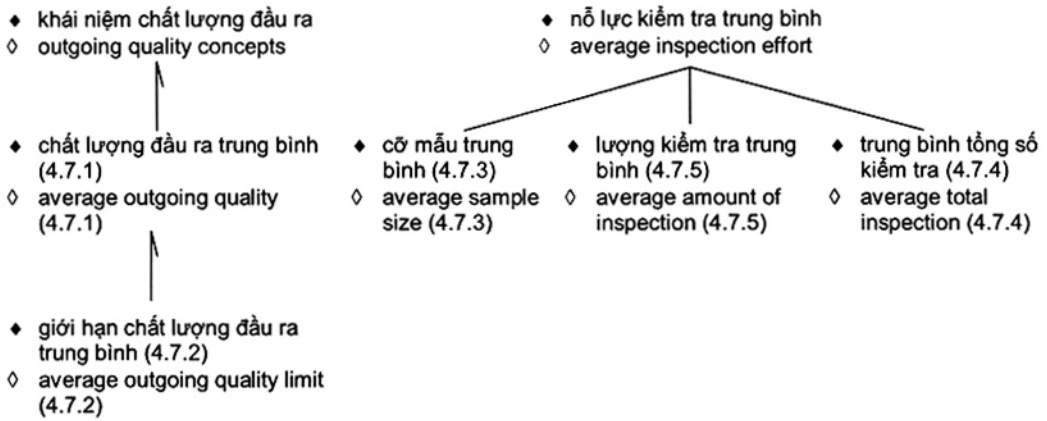 ♦ khái niệm chất lượng đầu ra
◊ outgoing quality concepts
♦ nỗ lực kiểm tra trung bình
◊ average inspection effort
♦ chất lượng đầu ra trung bình
(4.7.1)
◊ average outgoing quality
(4.7.1)
♦ cỡ mẫu trung
bình (4.7.3)
◊ average sample
size (4.7.3)
♦ lượng kiểm tra trung
bình (4.7.5)
◊ average amount of
inspection (4.7.5)
♦ trung bình tổng số
kiểm tra (4.7.4)
◊ average total
inspection (4.7.4)
♦ giới hạn chất lượng đầu ra
trung bình (4.7.2)
◊ average outgoing quality limit
(4.7.2)